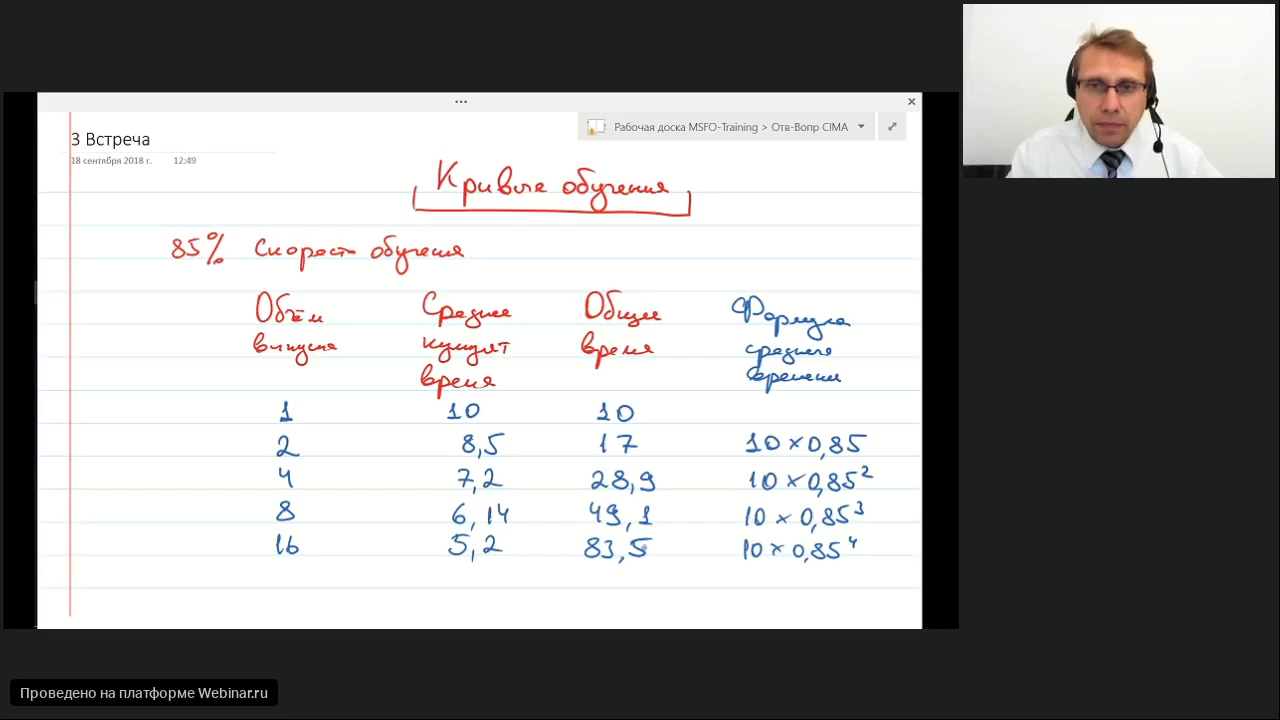 ...
×
3 Встреча
Рабочая доска MSFO-Training > Отв-Вопр CIMA
18 сентября 2018 г. 12:49
Кривые обучения
85% Скорость обучения
Объём Среднее Общее Формула
выпуска кумулят время среднего
время времени
1 10 10
2 8,5 17 10 × 0,85
4 7,2 28,9 10 × 0,85²
8 6,14 49,1 10 × 0,85³
16 5,2 83,5 10 × 0,85⁴
Проведено на платформе Webinar.ru